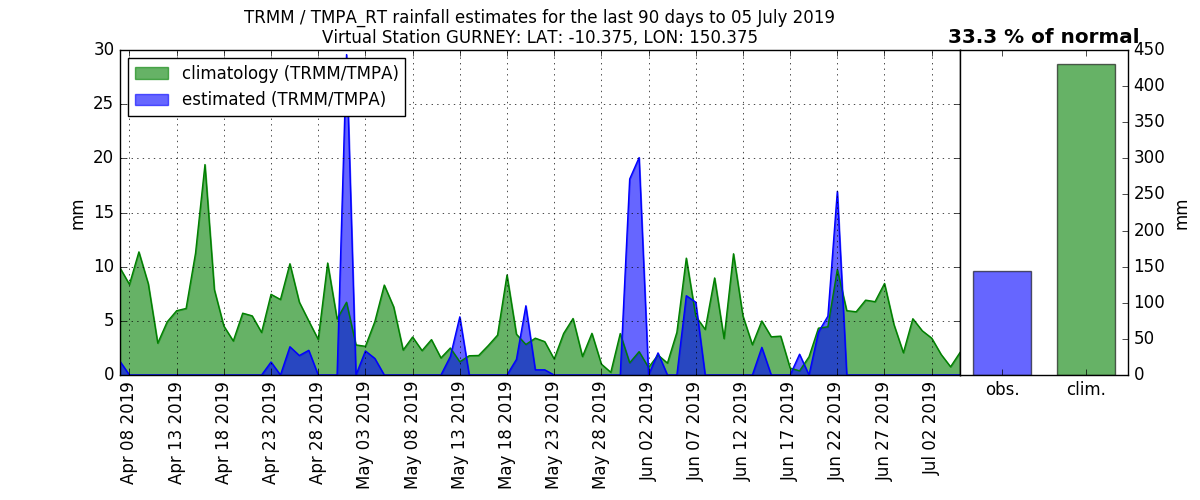 TRMM / TMPA_RT rainfall estimates for the last 90 days to 05 July 2019
Virtual Station GURNEY: LAT: -10.375, LON: 150.375
33.3 % of normal
climatology (TRMM/TMPA)
estimated (TRMM/TMPA)
mm
30
25
20
15
10
5
0
Apr 08 2019
Apr 13 2019
Apr 18 2019
Apr 23 2019
Apr 28 2019
May 03 2019
May 08 2019
May 13 2019
May 18 2019
May 23 2019
May 28 2019
Jun 02 2019
Jun 07 2019
Jun 12 2019
Jun 17 2019
Jun 22 2019
Jun 27 2019
Jul 02 2019
obs.
clim.
450
400
350
300
250
200
150
100
50
0
mm